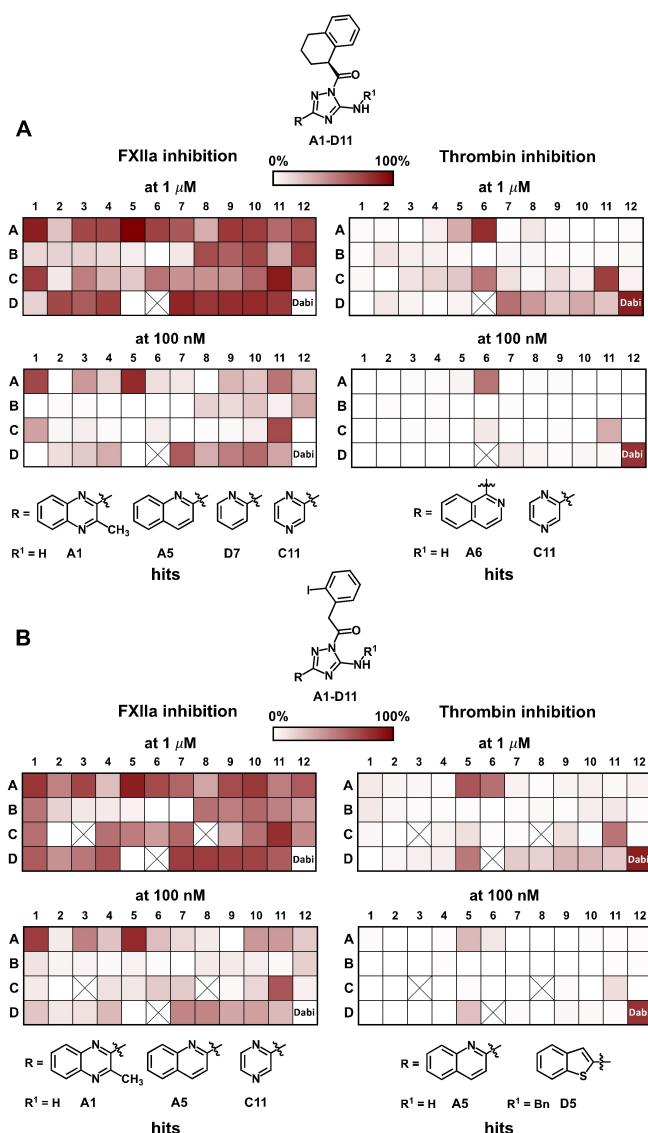 O
N
N
R
N
NH
R1
A1-D11
A
FXIIa inhibition
0%
100%
Thrombin inhibition
at 1 μM
at 1 μM
1 2 3 4 5 6 7 8 9 10 11 12
1 2 3 4 5 6 7 8 9 10 11 12
A
B
C
D
Dabi
A
B
C
D
Dabi
at 100 nM
at 100 nM
1 2 3 4 5 6 7 8 9 10 11 12
1 2 3 4 5 6 7 8 9 10 11 12
A
B
C
D
Dabi
A
B
C
D
Dabi
R =
N
N
CH3
N
N
N
N
R1 = H A1 A5 D7 C11
hits
R =
N
N
N
R1 = H A6 C11
hits
B
I
O
N
N
R
N
NH
R1
A1-D11
FXIIa inhibition
0%
100%
Thrombin inhibition
at 1 μM
at 1 μM
1 2 3 4 5 6 7 8 9 10 11 12
1 2 3 4 5 6 7 8 9 10 11 12
A
B
C
D
Dabi
A
B
C
D
Dabi
at 100 nM
at 100 nM
1 2 3 4 5 6 7 8 9 10 11 12
1 2 3 4 5 6 7 8 9 10 11 12
A
B
C
D
Dabi
A
B
C
D
Dabi
R =
N
N
CH3
N
N
N
R1 = H A1 A5 C11
hits
R =
N
S
R1 = H A5 R1 = Bn D5
hits